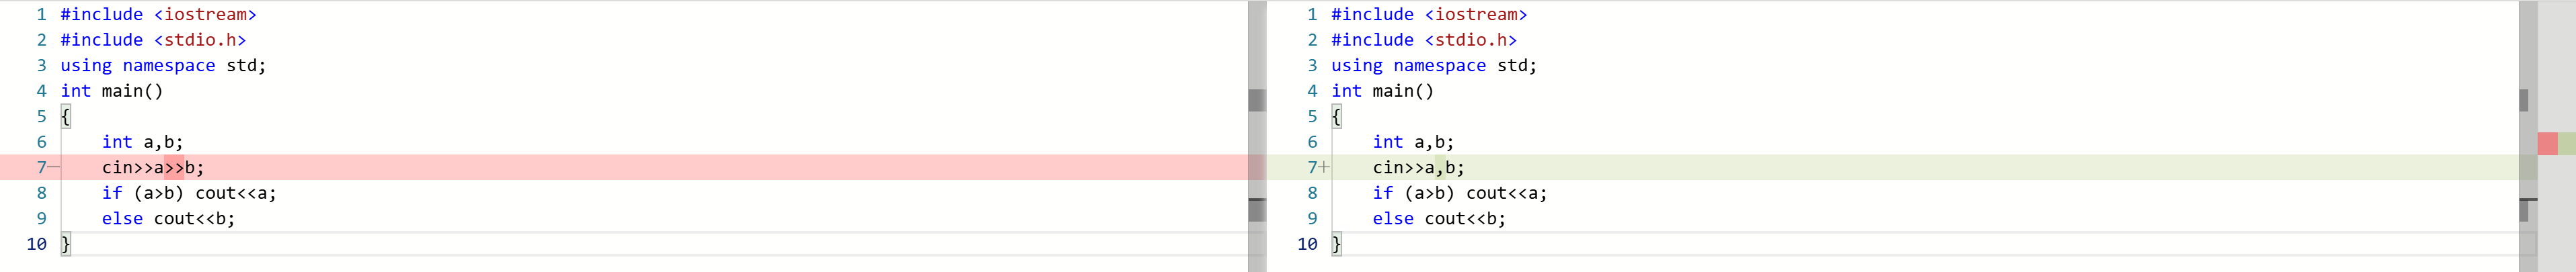 1 #include <iostream>
2 #include <stdio.h>
3 using namespace std;
4 int main()
5 {
6     int a,b;
7—    cin>>a>>b;
8     if (a>b) cout<<a;
9     else cout<<b;
10 }
1 #include <iostream>
2 #include <stdio.h>
3 using namespace std;
4 int main()
5 {
6     int a,b;
7+    cin>>a,b;
8     if (a>b) cout<<a;
9     else cout<<b;
10 }